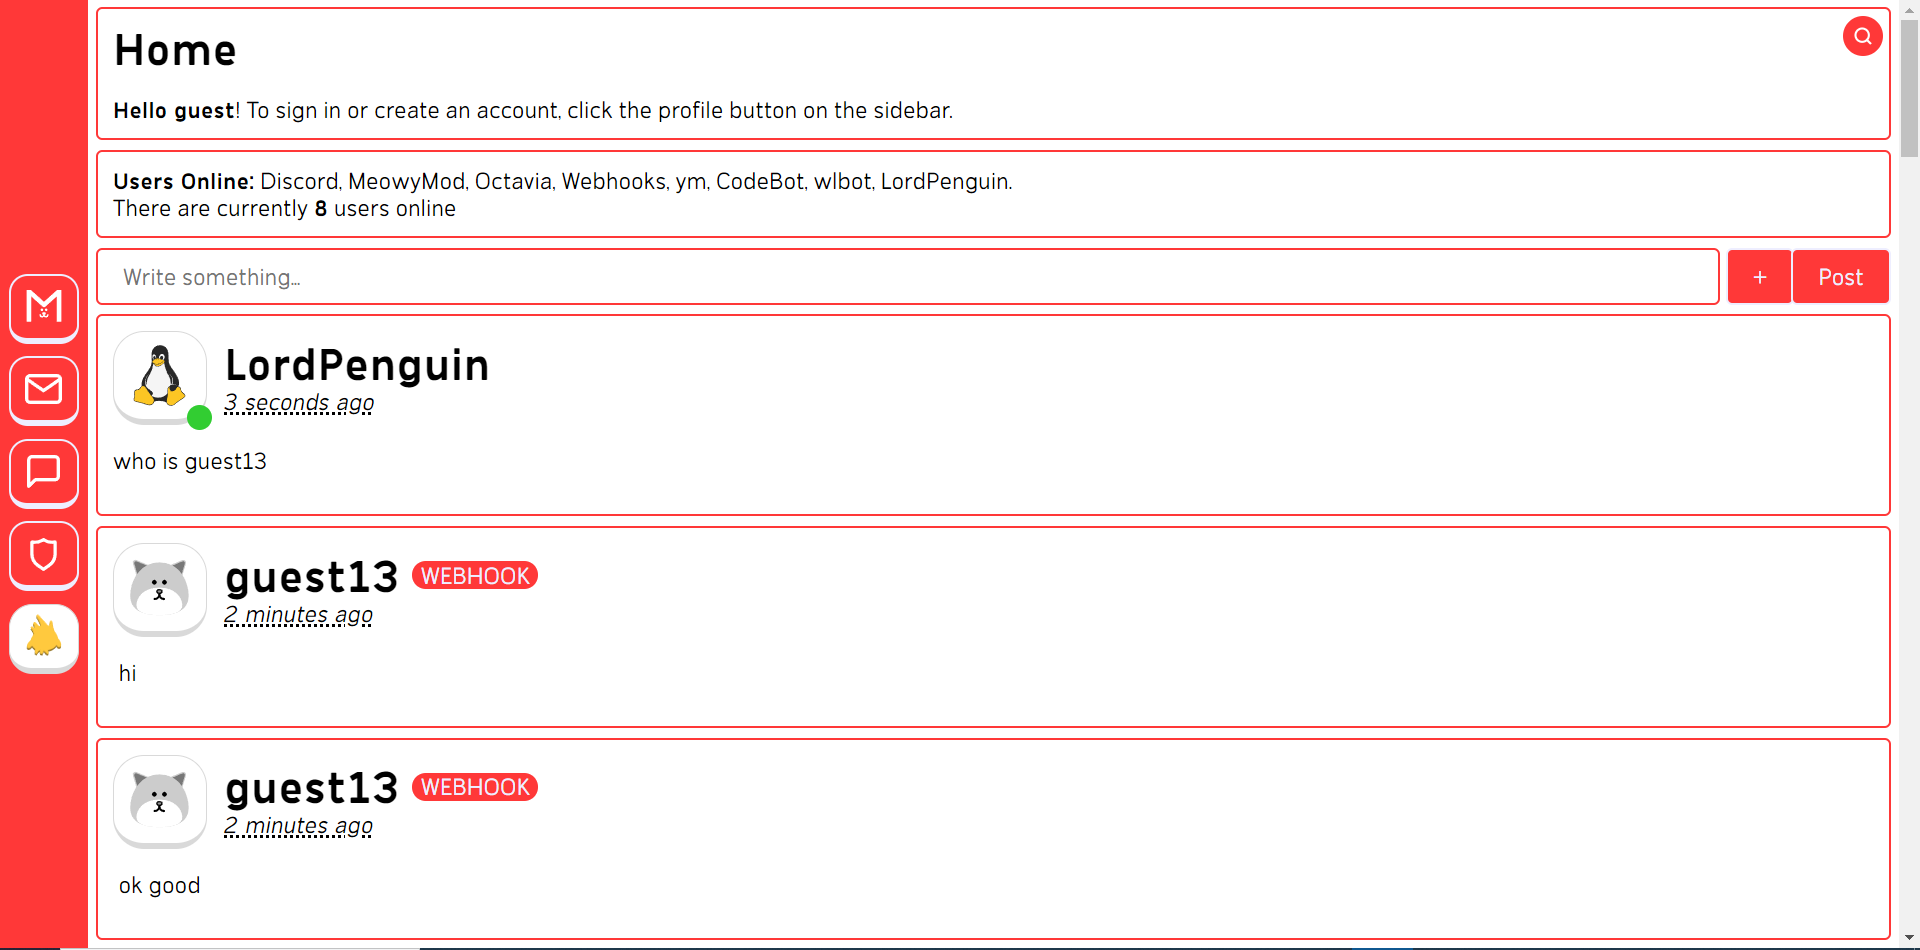 Home
Hello guest! To sign in or create an account, click the profile button on the sidebar.
Users Online: Discord, MeowyMod, Octavia, Webhooks, ym, CodeBot, wlbot, LordPenguin.
There are currently 8 users online
Write something...
+
Post
M
LordPenguin
3 seconds ago
who is guest13
guest13 WEBHOOK
2 minutes ago
hi
guest13 WEBHOOK
2 minutes ago
ok good